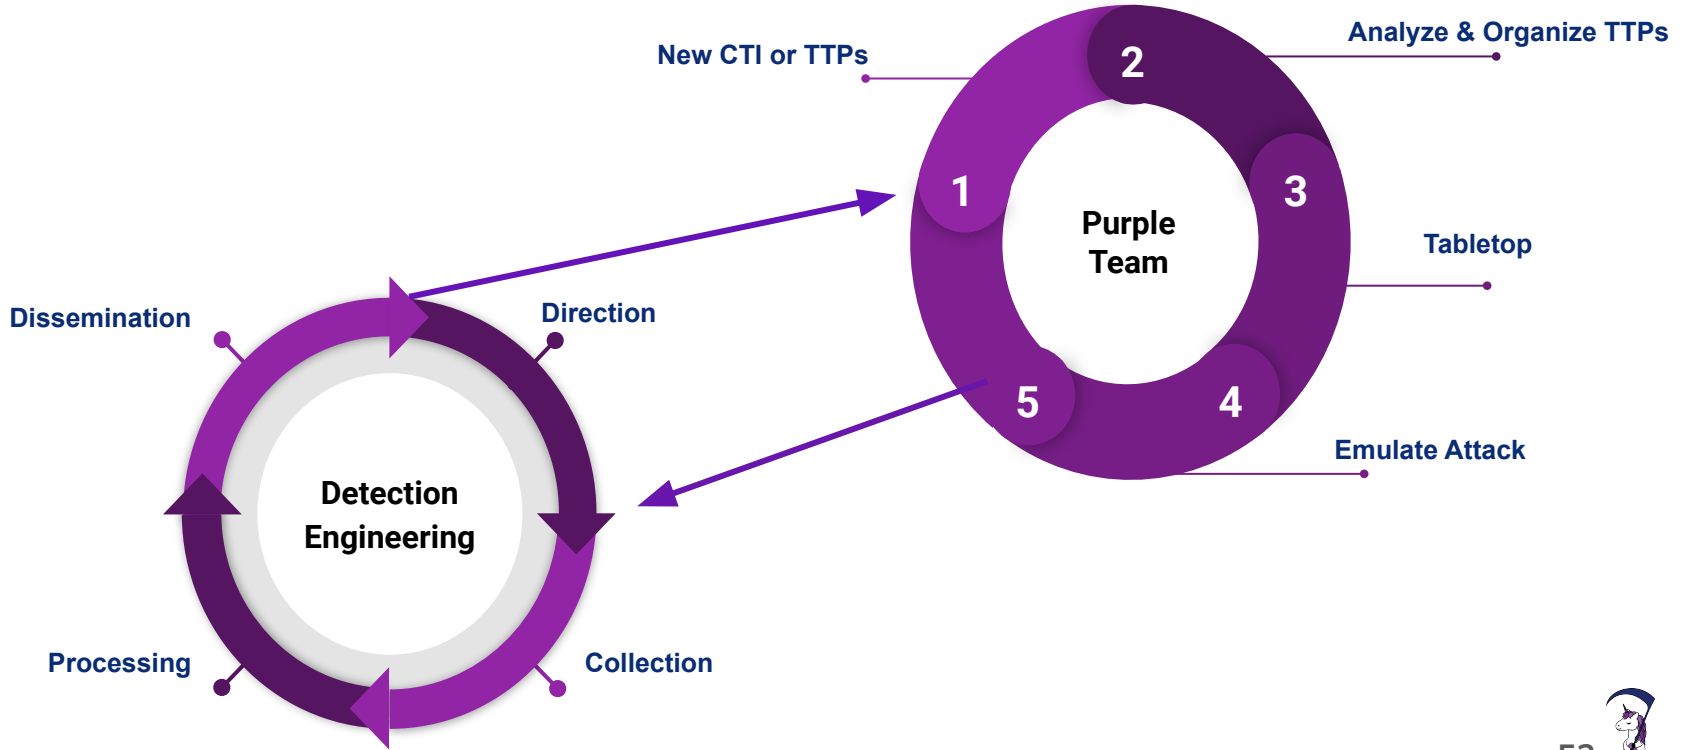 New CTI or TTPs
Analyze & Organize TTPs
2
1
3
Purple
Team
Tabletop
Dissemination
Direction
5
4
Emulate Attack
Detection
Engineering
Processing
Collection